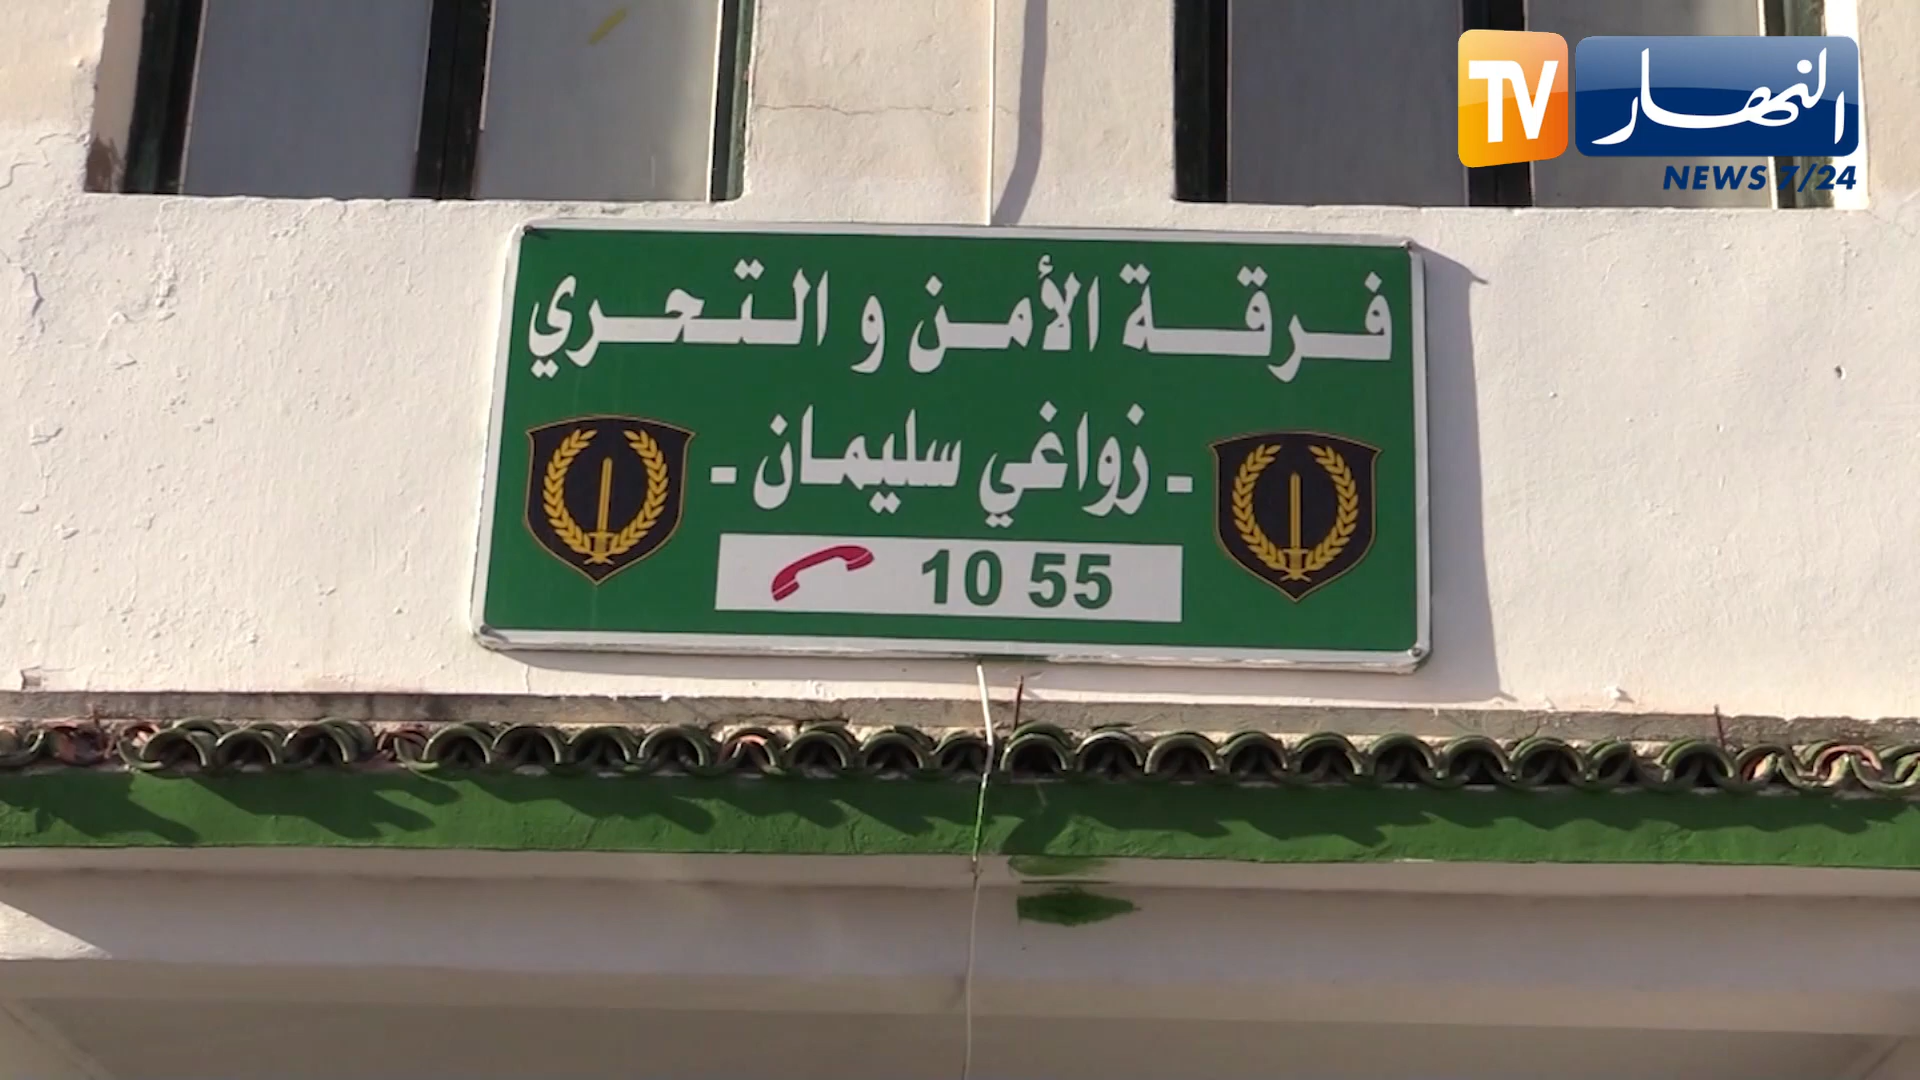 TV النهار
NEWS 7/24
فرقة الأمن و التحري
- زواغي سليمان -
10 55